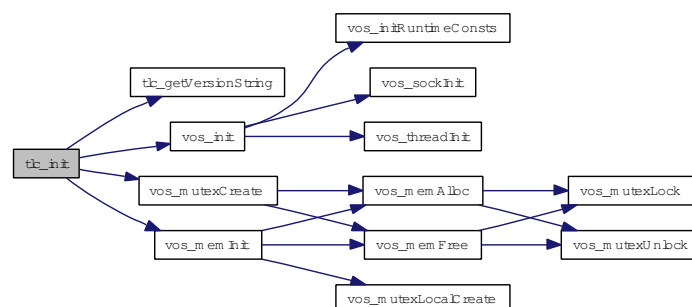 vos_initRuntimeConsts
tlc_getVersionString
vos_sockInit
vos_init
vos_threadInit
tlc_init
vos_mutexCreate
vos_memAlloc
vos_mutexLock
vos_memInit
vos_memFree
vos_mutexUnlock
vos_mutexLocalCreate